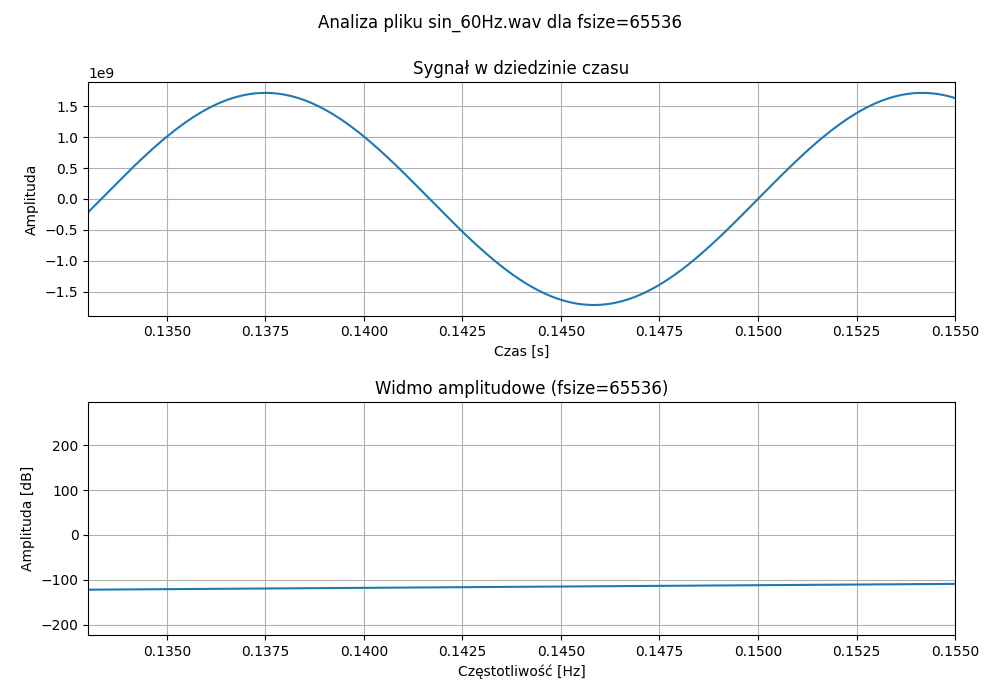 Analiza pliku sin_60Hz.wav dla fsize=65536
Sygnał w dziedzinie czasu
1e9
1.5
1.0
0.5
0.0
−0.5
−1.0
−1.5
Amplituda
0.1350 0.1375 0.1400 0.1425 0.1450 0.1475 0.1500 0.1525 0.1550
Czas [s]
Widmo amplitudowe (fsize=65536)
200
100
0
−100
−200
Amplituda [dB]
0.1350 0.1375 0.1400 0.1425 0.1450 0.1475 0.1500 0.1525 0.1550
Częstotliwość [Hz]